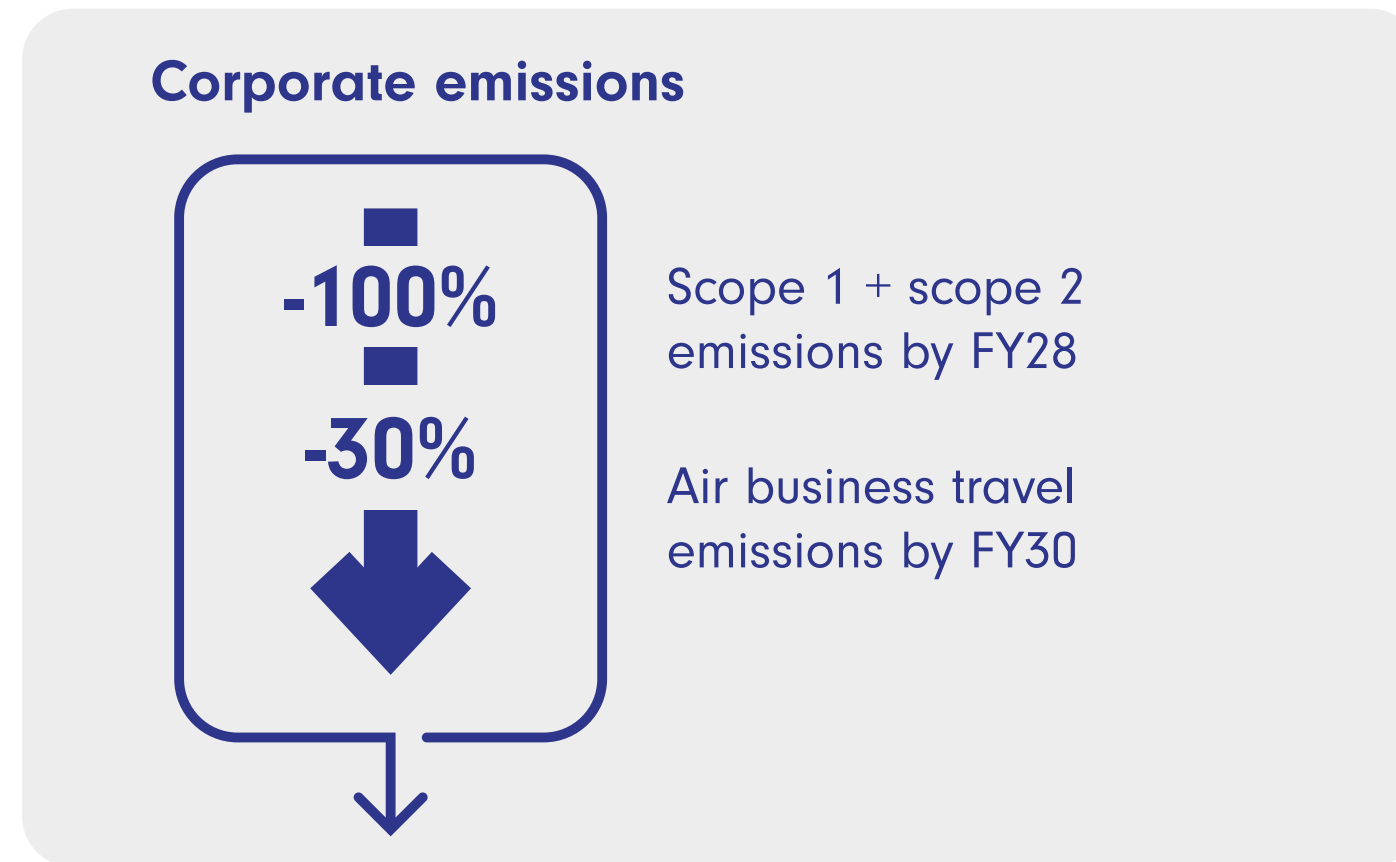 Corporate emissions
-100%
Scope 1 + scope 2
emissions by FY28
-30%
Air business travel
emissions by FY30